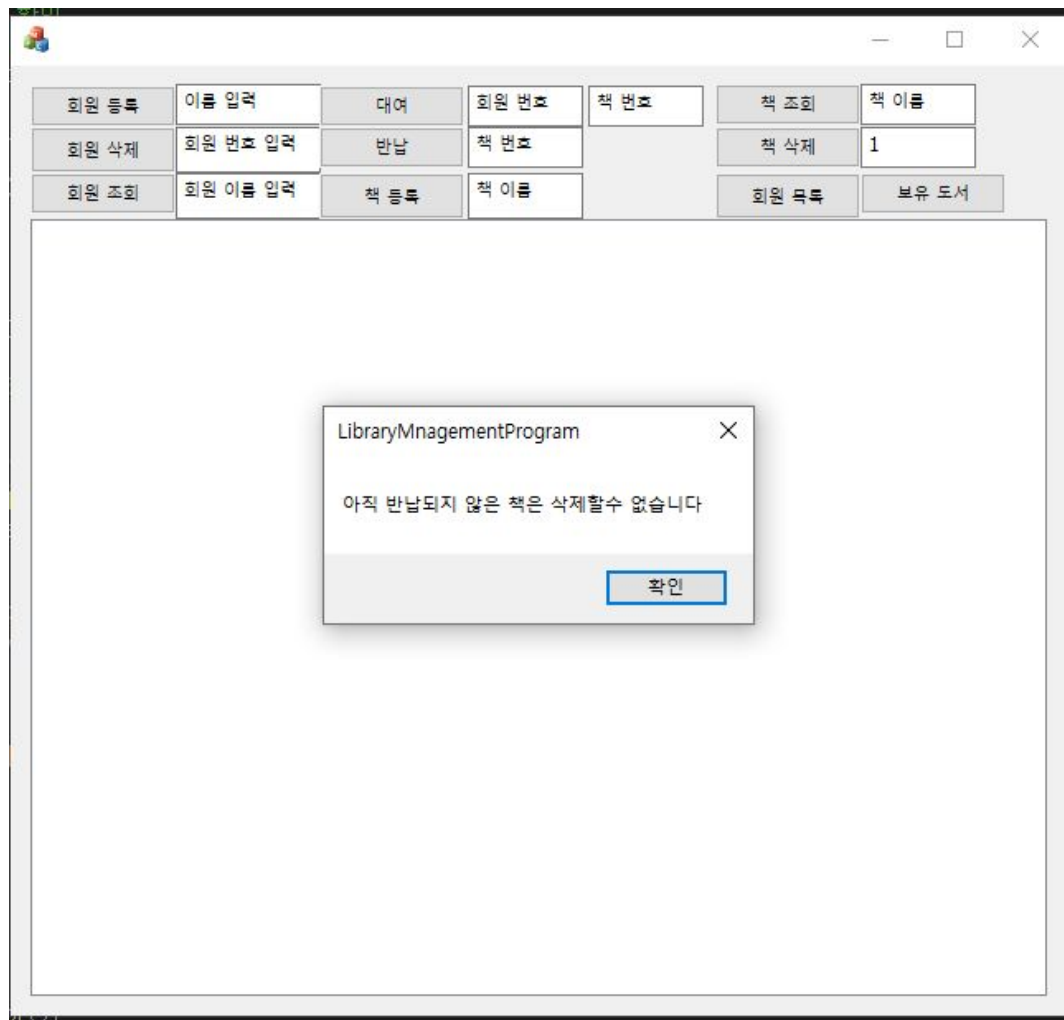 회원 등록 이름 입력 대여 회원 번호 책 번호 책 조회 책 이름
회원 삭제 회원 번호 입력 반납 책 번호 책 삭제 1
회원 조회 회원 이름 입력 책 등록 책 이름 회원 목록 보유 도서
LibraryMnagementProgram
아직 반납되지 않은 책은 삭제할수 없습니다
확인